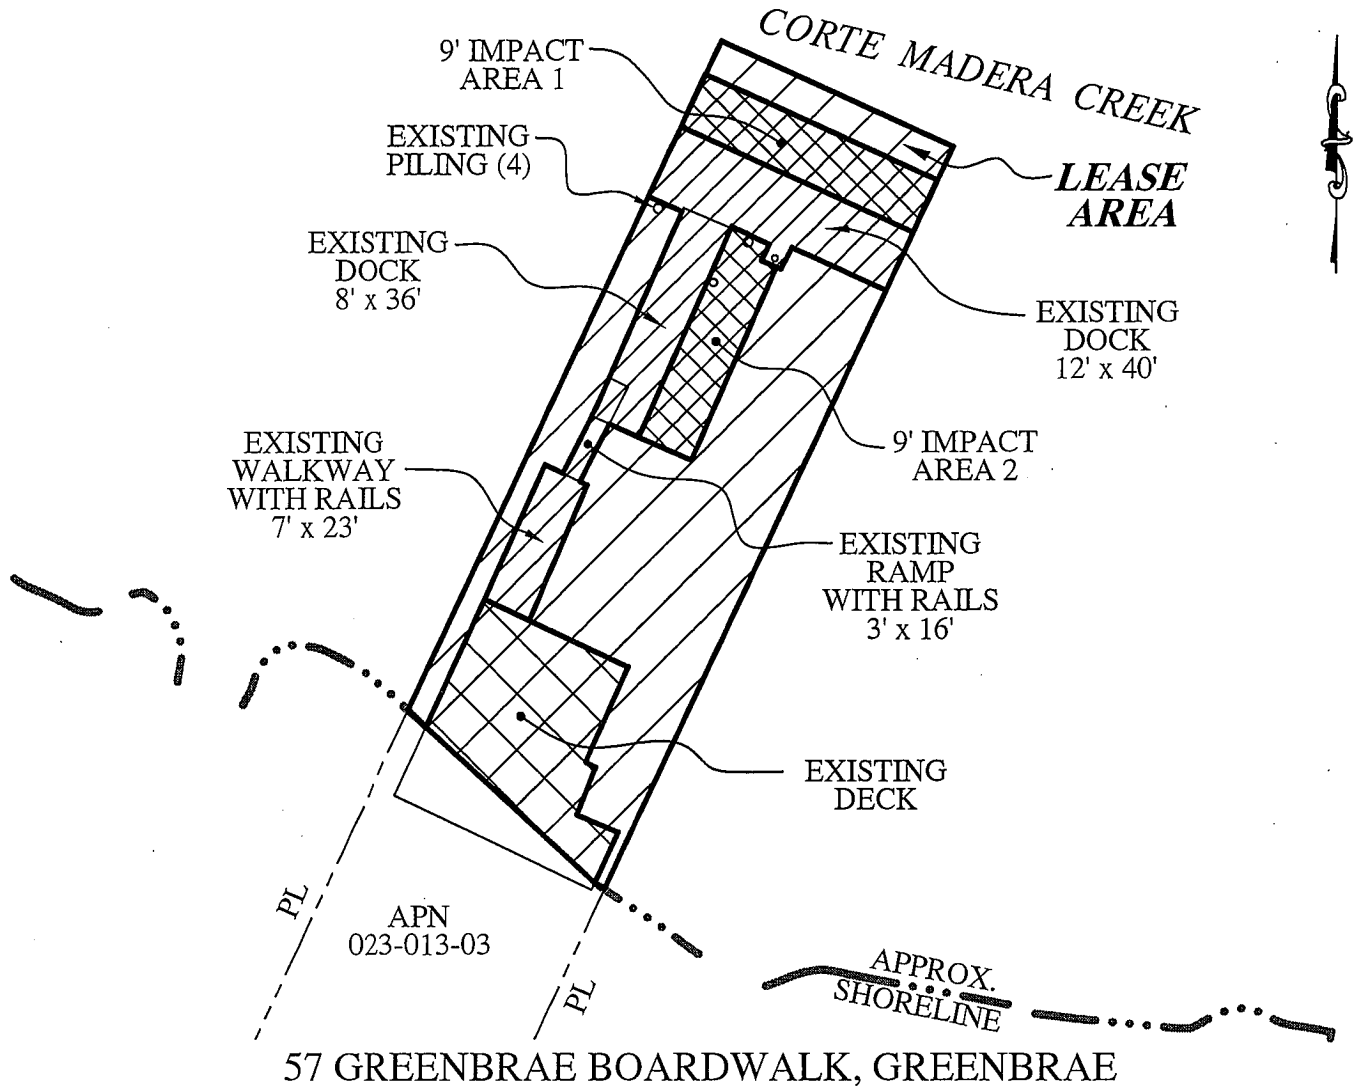 CORTE MADERA CREEK
9' IMPACT
AREA 1
EXISTING
PILING (4)
LEASE
AREA
EXISTING
DOCK
8' x 36'
EXISTING
DOCK
12' x 40'
EXISTING
WALKWAY
WITH RAILS
7' x 23'
9' IMPACT
AREA 2
EXISTING
RAMP
WITH RAILS
3' x 16'
EXISTING
DECK
PL
APN
023-013-03
PL
APPROX.
SHORELINE
57 GREENBRAE BOARDWALK, GREENBRAE